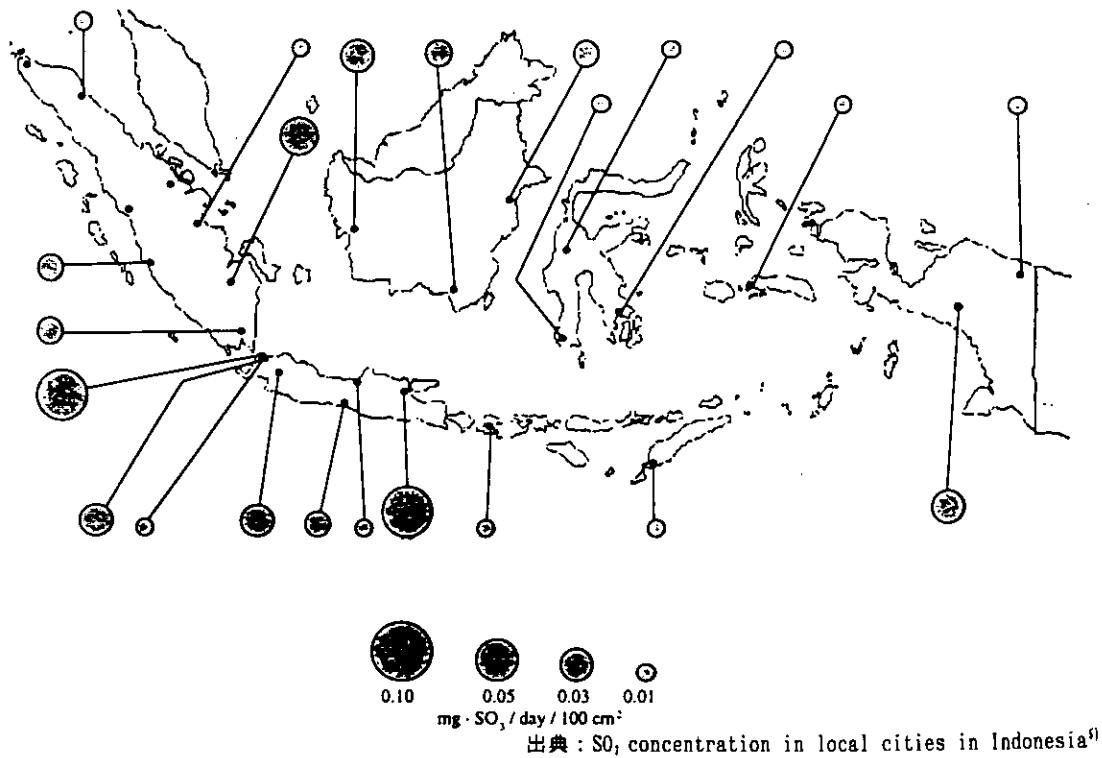 0.10 0.05 0.03 0.01
mg · SO₃ / day / 100 cm²
出典 : SO₂ concentration in local cities in Indonesia⁵⁾